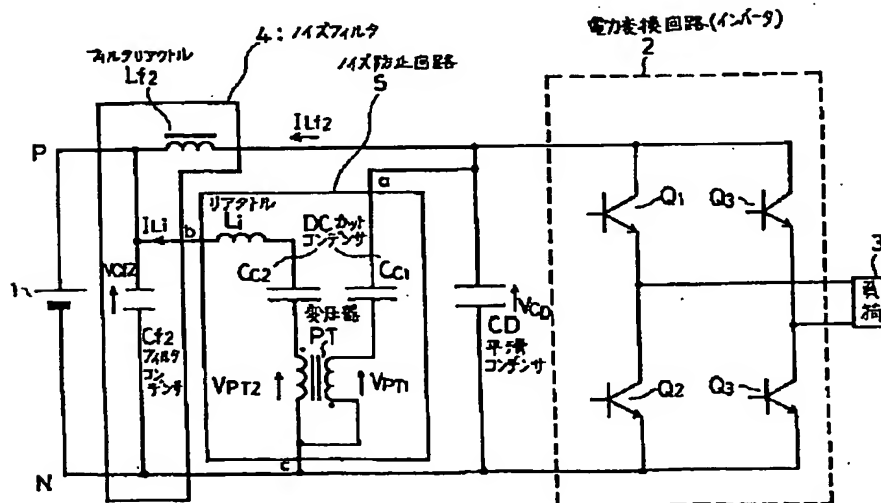 4:ノイズフィルタ
フィルタリアクトル
Lf2
ノイズ防止回路
5
電力変換回路(インバータ)
2
ILf2
P
a
リアクトル
Li
ILi
b
DCカット
コンデンサ
CC2
CC1
Q1
Q3
3
負荷
1
VCf2
Cf2
フィルタ
コンデンサ
変圧器
PT
VPT2
VPT1
CD
平滑
コンデンサ
VCD
Q2
Q3
c
N